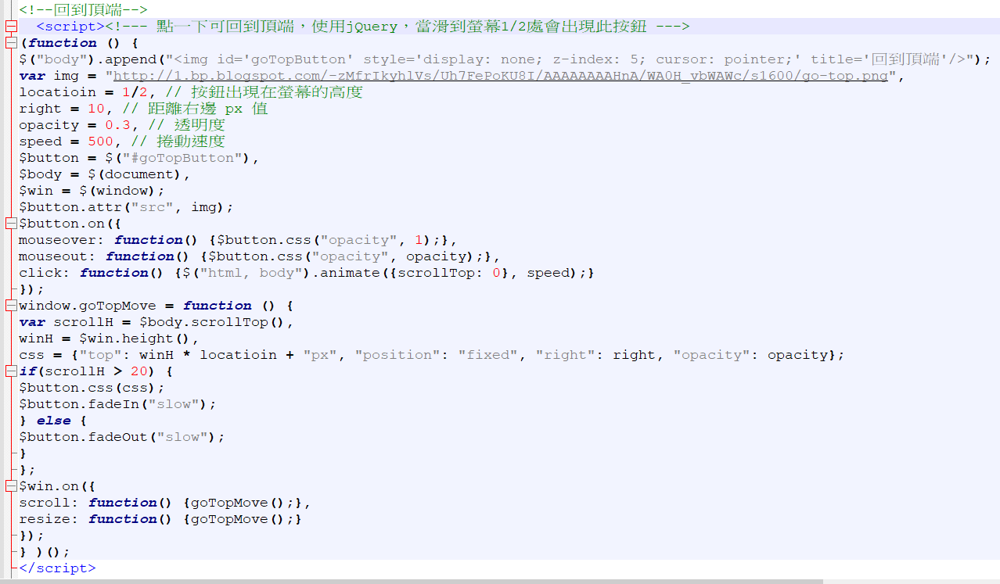 <!--回到頂端-->
<script><!--- 點一下可回到頂端，使用jQuery，當滑到螢幕1/2處會出現此按鈕 --->
(function () {
$("body").append("<img id='goTopButton' style='display: none; z-index: 5; cursor: pointer;' title='回到頂端'/>");
var img = "http://1.bp.blogspot.com/-zMfrIkyhlVs/Uh7FePoKU8I/AAAAAAAAHnA/WA0H_vbWAWc/s1600/go-top.png",
locatioin = 1/2, // 按鈕出現在螢幕的高度
right = 10, // 距離右邊 px 值
opacity = 0.3, // 透明度
speed = 500, // 捲動速度
$button = $("#goTopButton"),
$body = $(document),
$win = $(window);
$button.attr("src", img);
$button.on({
mouseover: function() {$button.css("opacity", 1);},
mouseout: function() {$button.css("opacity", opacity);},
click: function() {$("html, body").animate({scrollTop: 0}, speed);}
});
window.goTopMove = function () {
var scrollH = $body.scrollTop(),
winH = $win.height(),
css = {"top": winH * locatioin + "px", "position": "fixed", "right": right, "opacity": opacity};
if(scrollH > 20) {
$button.css(css);
$button.fadeIn("slow");
} else {
$button.fadeOut("slow");
}
};
$win.on({
scroll: function() {goTopMove();},
resize: function() {goTopMove();}
});
} )();
</script>